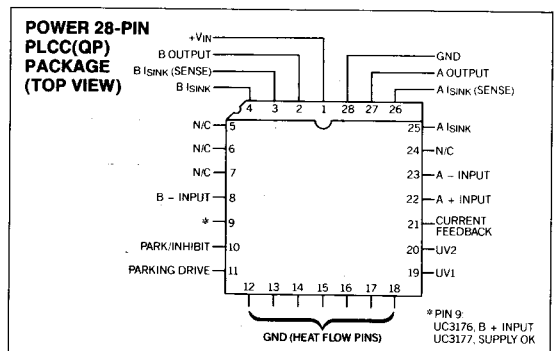 POWER 28-PIN
PLCC(QP)
PACKAGE
(TOP VIEW)
+VIN
B OUTPUT
B ISINK (SENSE)
B ISINK
GND
A OUTPUT
A ISINK (SENSE)
4 3 2 1 28 27 26
N/C 5
N/C 6
N/C 7
B – INPUT 8
* 9
PARK/INHIBIT 10
PARKING DRIVE 11
25 A ISINK
24 N/C
23 A – INPUT
22 A + INPUT
21 CURRENT
FEEDBACK
20 UV2
19 UV1
12 13 14 15 16 17 18
GND (HEAT FLOW PINS)
* PIN 9:
UC3176, B + INPUT
UC3177, SUPPLY OK